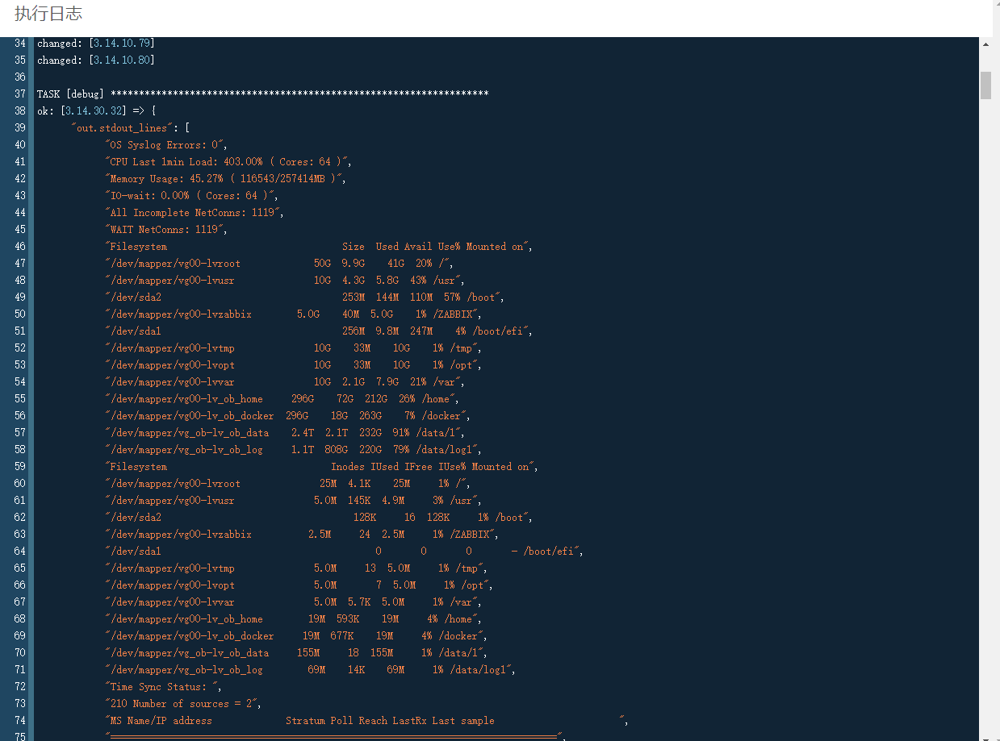 执行日志
34 changed: [3.14.10.79]
35 changed: [3.14.10.80]
36
37 TASK [debug] *******************************************************************
38 ok: [3.14.30.32] => {
39 "out.stdout_lines": [
40 "OS Syslog Errors: 0",
41 "CPU Last 1min Load: 403.00% ( Cores: 64 )",
42 "Memory Usage: 45.27% ( 116543/257414MB )",
43 "IO-wait: 0.00% ( Cores: 64 )",
44 "All Incomplete NetConns: 1119",
45 "WAIT NetConns: 1119",
46 "Filesystem Size Used Avail Use% Mounted on",
47 "/dev/mapper/vg00-lvroot 50G 9.9G 41G 20% /",
48 "/dev/mapper/vg00-lvusr 10G 4.3G 5.8G 43% /usr",
49 "/dev/sda2 253M 144M 110M 57% /boot",
50 "/dev/mapper/vg00-lvzabbix 5.0G 40M 5.0G 1% /ZABBIX",
51 "/dev/sda1 256M 9.8M 247M 4% /boot/efi",
52 "/dev/mapper/vg00-lvtmp 10G 33M 10G 1% /tmp",
53 "/dev/mapper/vg00-lvopt 10G 33M 10G 1% /opt",
54 "/dev/mapper/vg00-lvvar 10G 2.1G 7.9G 21% /var",
55 "/dev/mapper/vg00-lv_ob_home 296G 72G 212G 26% /home",
56 "/dev/mapper/vg00-lv_ob_docker 296G 18G 263G 7% /docker",
57 "/dev/mapper/vg_ob-lv_ob_data 2.4T 2.1T 232G 91% /data/1",
58 "/dev/mapper/vg_ob-lv_ob_log 1.1T 808G 220G 79% /data/log1",
59 "Filesystem Inodes IUsed IFree IUse% Mounted on",
60 "/dev/mapper/vg00-lvroot 25M 4.1K 25M 1% /",
61 "/dev/mapper/vg00-lvusr 5.0M 145K 4.9M 3% /usr",
62 "/dev/sda2 128K 16 128K 1% /boot",
63 "/dev/mapper/vg00-lvzabbix 2.5M 24 2.5M 1% /ZABBIX",
64 "/dev/sda1 0 0 0 - /boot/efi",
65 "/dev/mapper/vg00-lvtmp 5.0M 13 5.0M 1% /tmp",
66 "/dev/mapper/vg00-lvopt 5.0M 7 5.0M 1% /opt",
67 "/dev/mapper/vg00-lvvar 5.0M 5.7K 5.0M 1% /var",
68 "/dev/mapper/vg00-lv_ob_home 19M 593K 19M 4% /home",
69 "/dev/mapper/vg00-lv_ob_docker 19M 677K 19M 4% /docker",
70 "/dev/mapper/vg_ob-lv_ob_data 155M 18 155M 1% /data/1",
71 "/dev/mapper/vg_ob-lv_ob_log 69M 14K 69M 1% /data/log1",
72 "Time Sync Status: ",
73 "210 Number of sources = 2",
74 "MS Name/IP address Stratum Poll Reach LastRx Last sample ",
75 "===============================================================================",